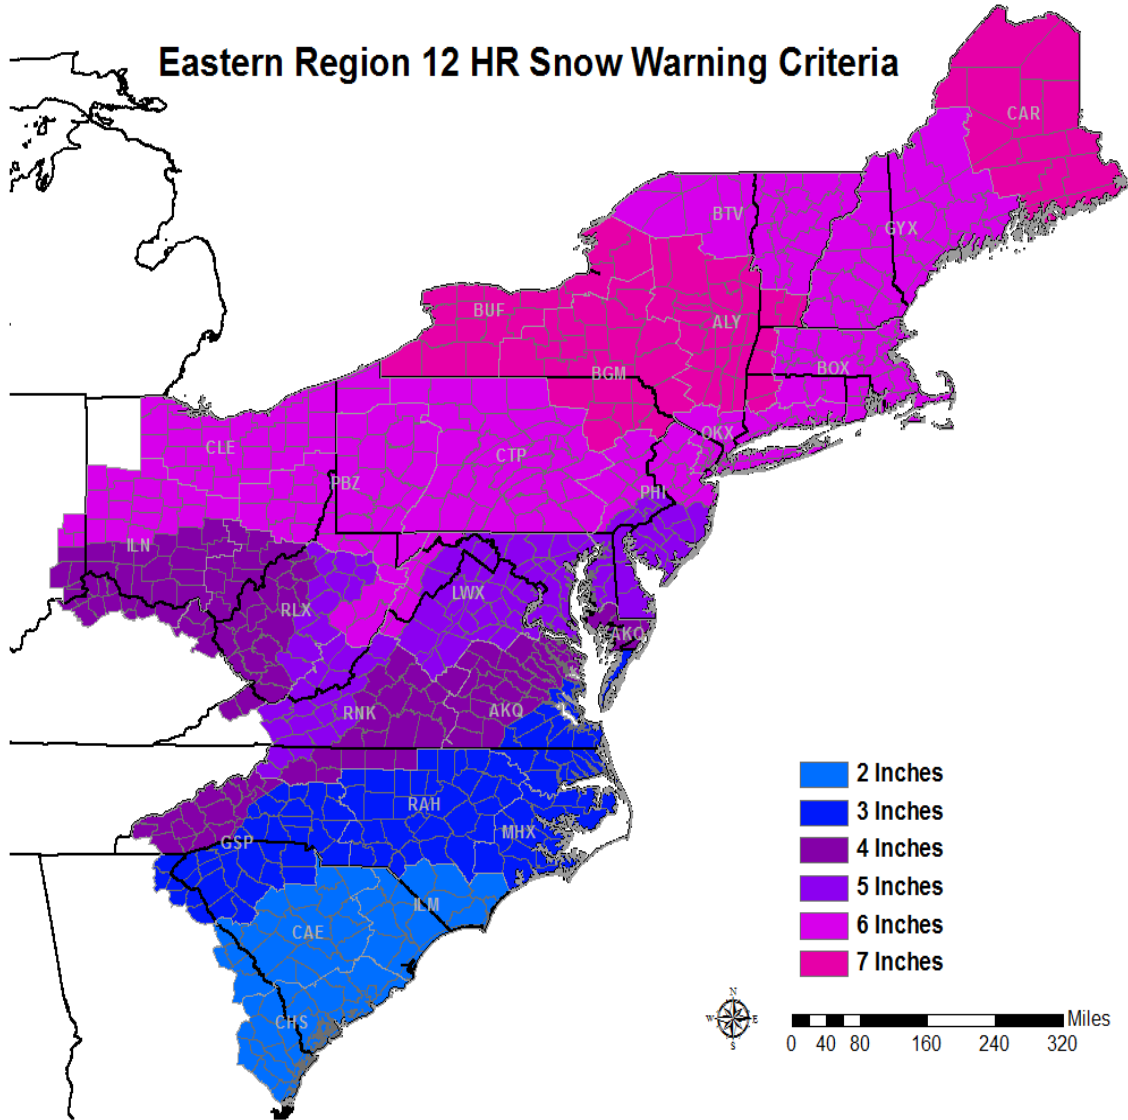 Eastern Region 12 HR Snow Warning Criteria
CAR
BTV
GYX
BUF
ALY
BGM
BOX
OKX
CLE
CTP
PBZ
PHI
ILN
LWX
RLX
AKQ
RNK
AKQ
RAH
MHX
GSP
ILM
CAE
CHS
2 Inches
3 Inches
4 Inches
5 Inches
6 Inches
7 Inches
N
W
E
S
Miles
0 40 80 160 240 320